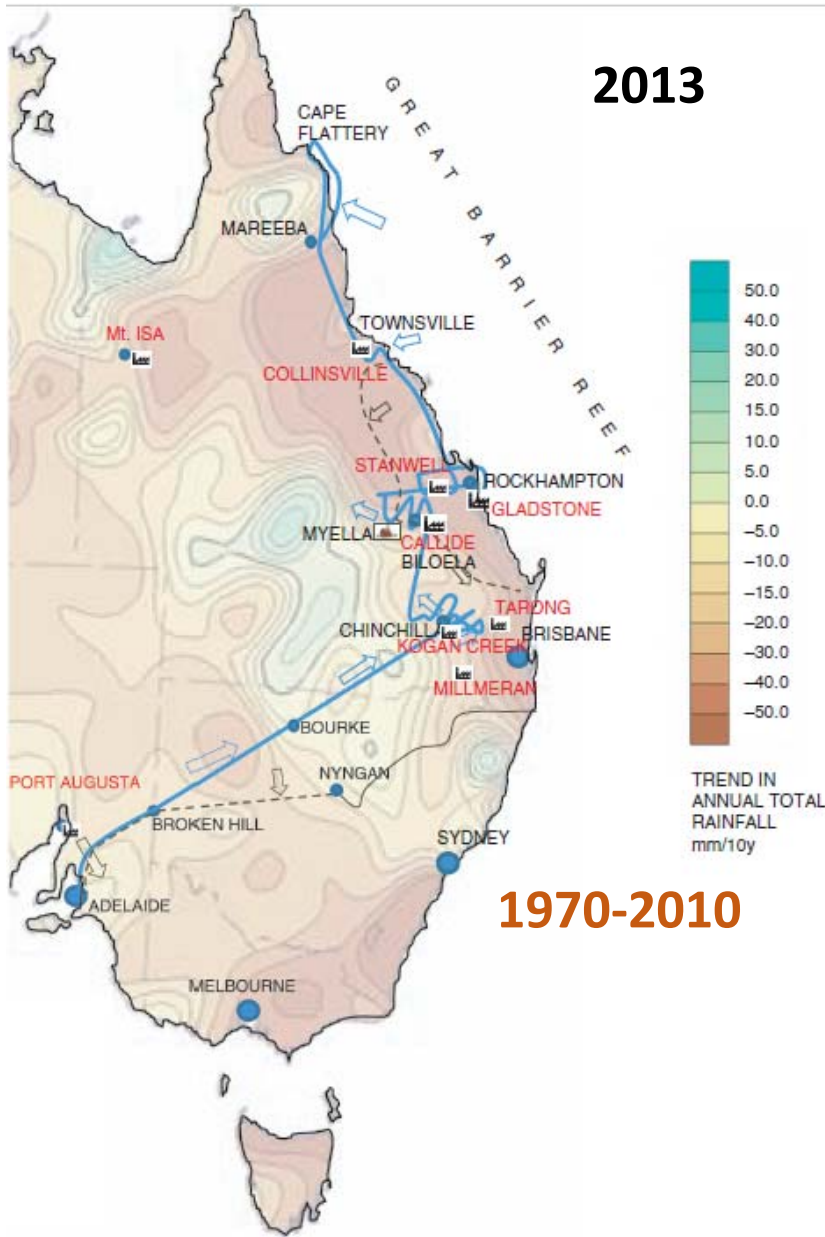 2013
GREAT BARRIER REEF
CAPE
FLATTERY
MAREEBA
TOWNSVILLE
Mt. ISA
COLLINSVILLE
STANWELL
ROCKHAMPTON
GLADSTONE
MYELLA
CALLIDE
BILOELA
TARONG
CHINCHILL
BRISBANE
KOGAN CREEK
MILLMERAN
BOURKE
PORT AUGUSTA
NYNGAN
BROKEN HILL
SYDNEY
ADELAIDE
MELBOURNE
50.0
40.0
30.0
20.0
15.0
10.0
5.0
0.0
−5.0
−10.0
−15.0
−20.0
−30.0
−40.0
−50.0
TREND IN
ANNUAL TOTAL
RAINFALL
mm/10y
1970-2010